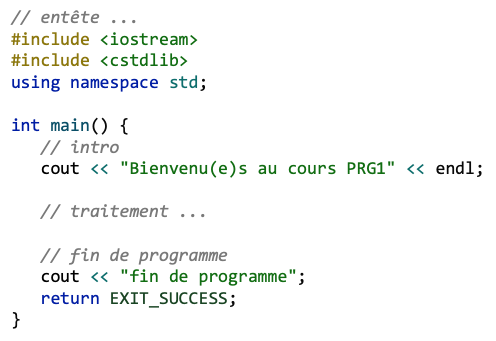 // entête ...
#include <iostream>
#include <cstdlib>
using namespace std;

int main() {
   // intro
   cout << "Bienvenu(e)s au cours PRG1" << endl;

   // traitement ...

   // fin de programme
   cout << "fin de programme";
   return EXIT_SUCCESS;
}